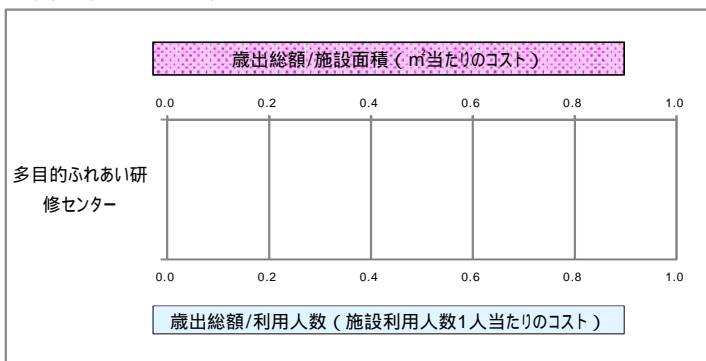 歳出総額/施設面積(㎡当たりのコスト)
0.0 0.2 0.4 0.6 0.8 1.0
多目的ふれあい研
修センター
0.0 0.2 0.4 0.6 0.8 1.0
歳出総額/利用人数(施設利用人数1人当たりのコスト)